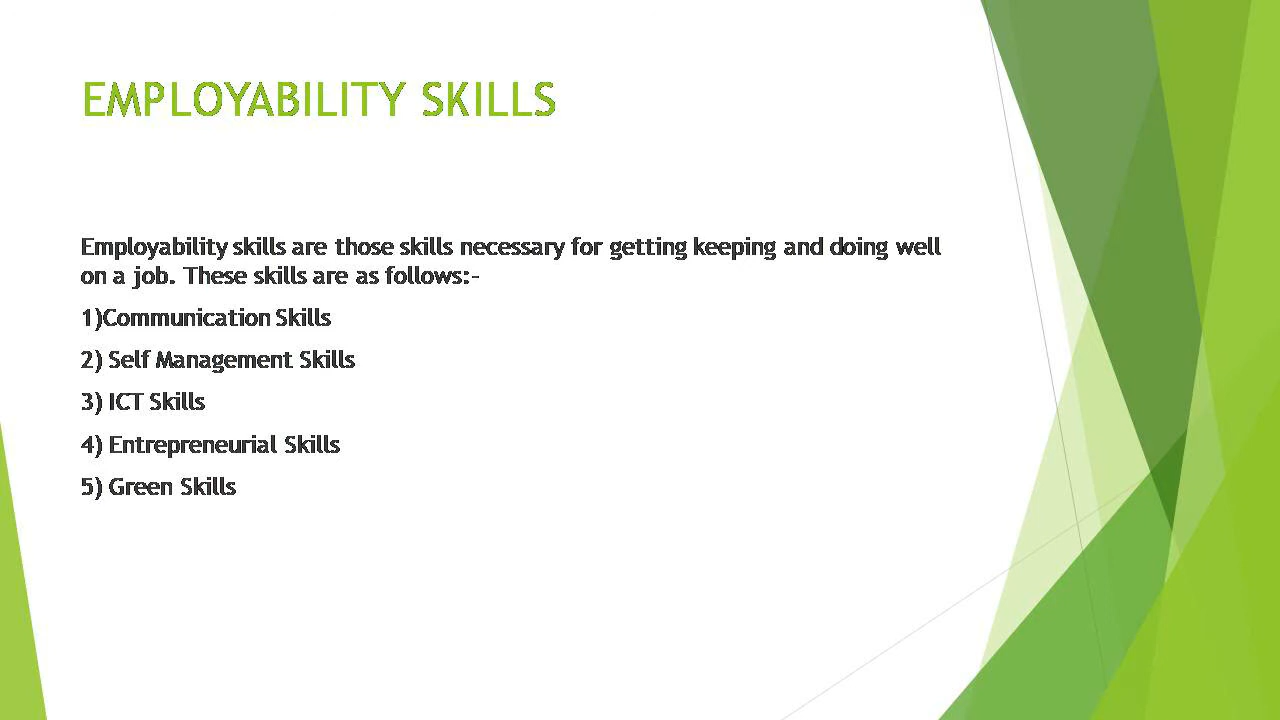 EMPLOYABILITY SKILLS
Employability skills are those skills necessary for getting keeping and doing well
on a job. These skills are as follows:-
1)Communication Skills
2) Self Management Skills
3) ICT Skills
4) Entrepreneurial Skills
5) Green Skills